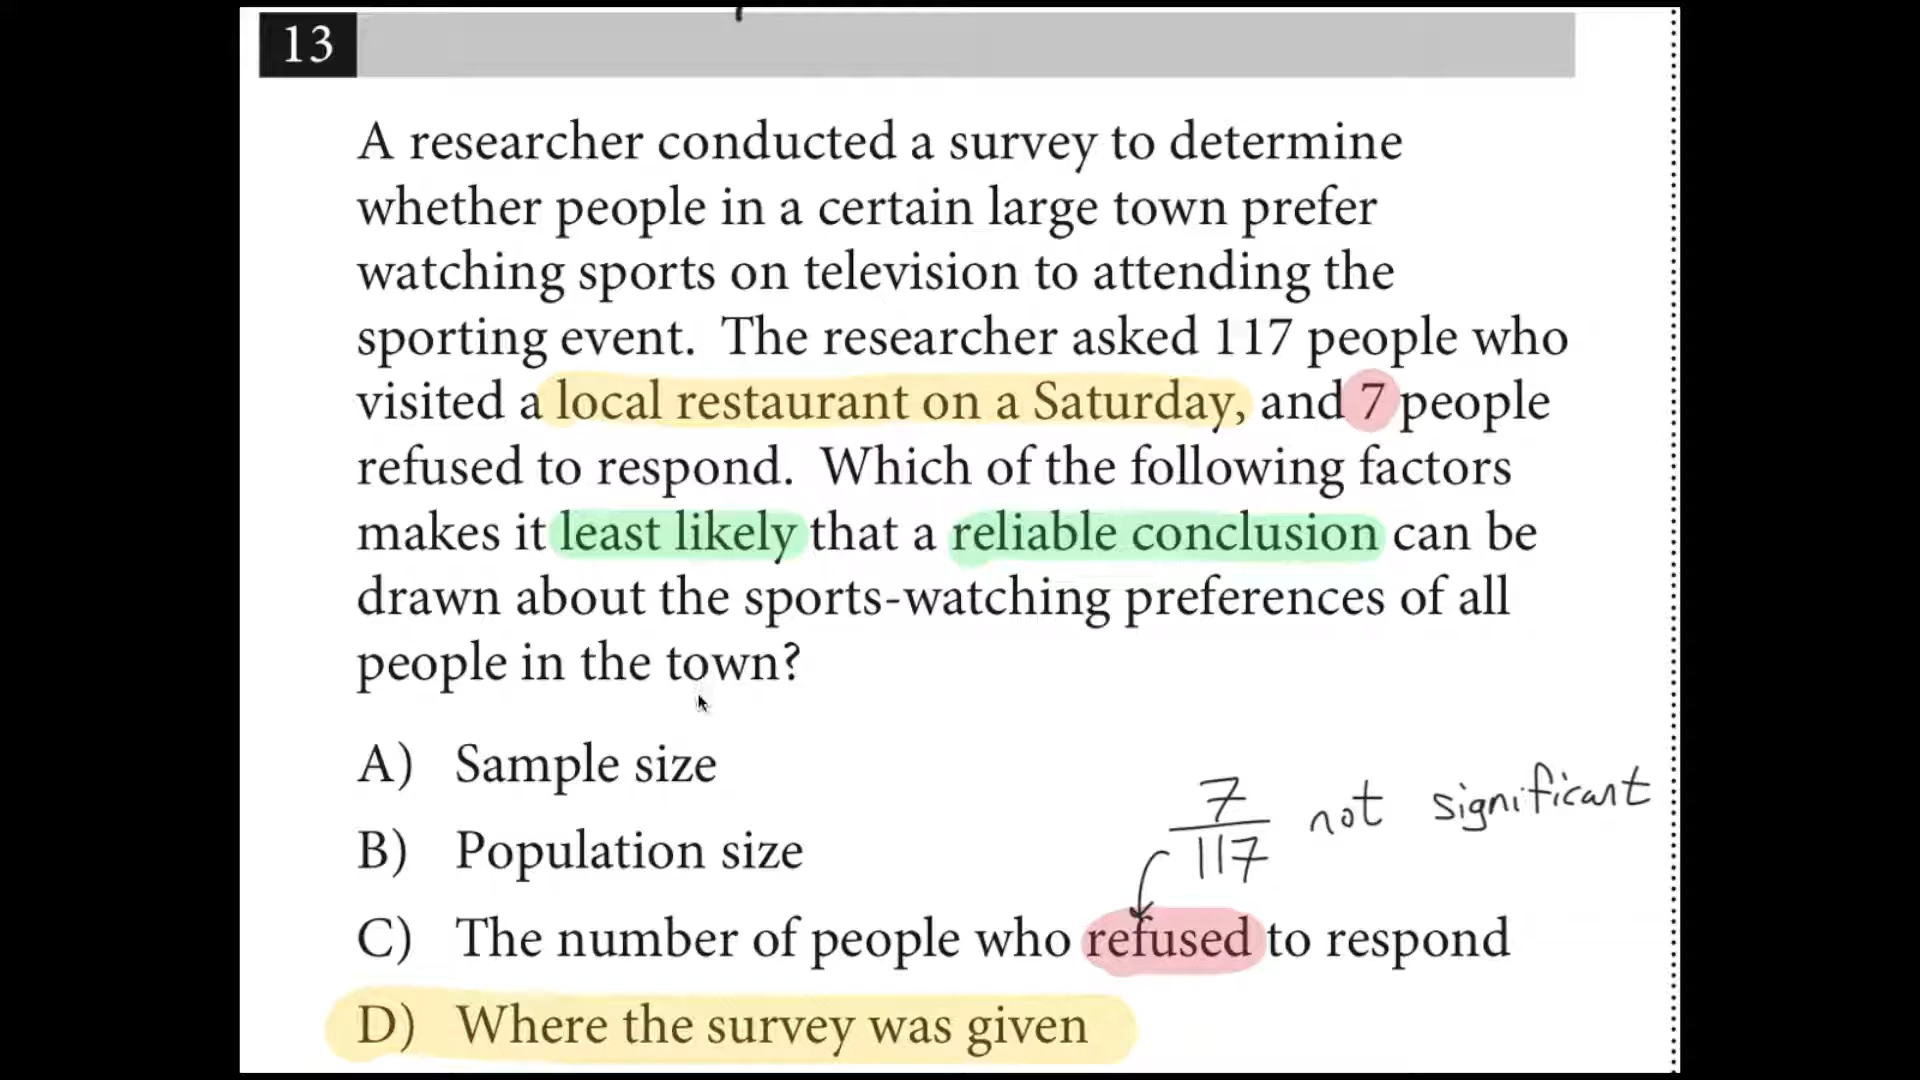 13
A researcher conducted a survey to determine
whether people in a certain large town prefer
watching sports on television to attending the
sporting event. The researcher asked 117 people who
visited a local restaurant on a Saturday, and 7 people
refused to respond. Which of the following factors
makes it least likely that a reliable conclusion can be
drawn about the sports-watching preferences of all
people in the town?
A) Sample size
B) Population size
7
117
not significant
C) The number of people who refused to respond
D) Where the survey was given